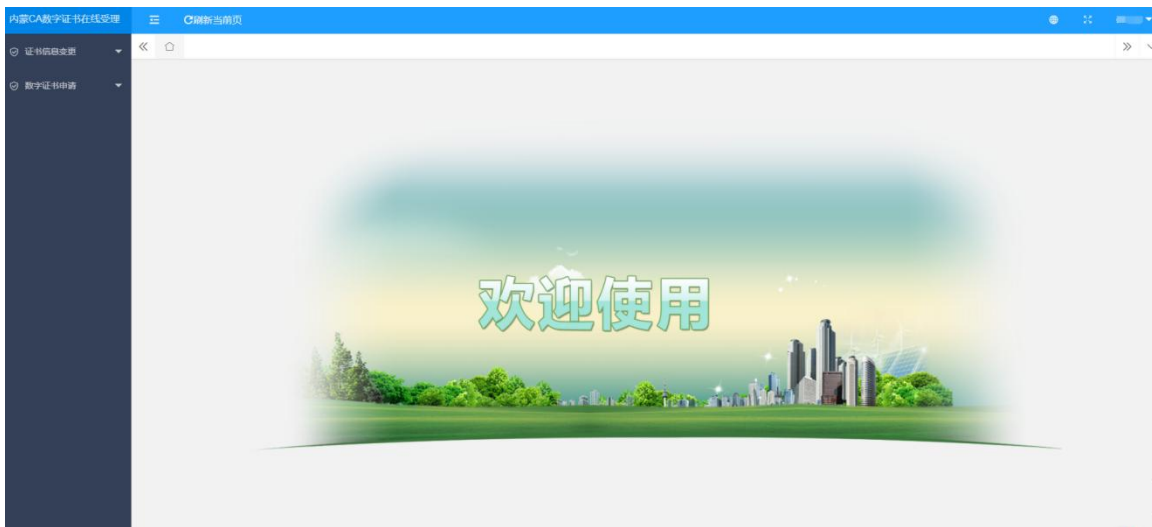 内蒙CA数字证书在线受理
刷新当前页
证书信息变更
数字证书申请
欢迎使用